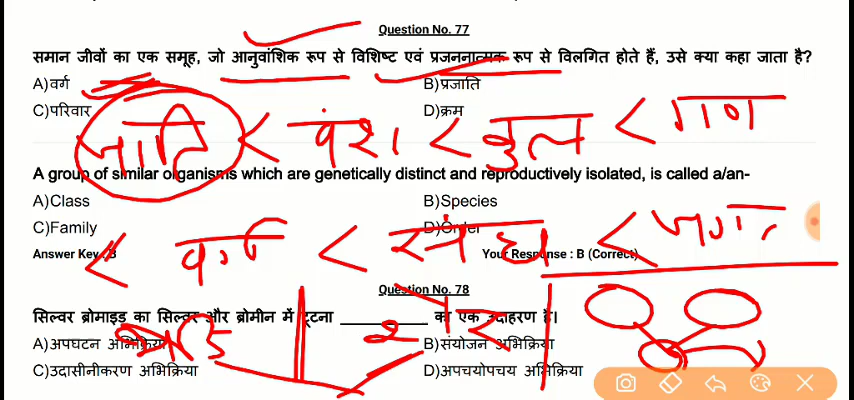 Question No. 77
समान जीवों का एक समूह, जो आनुवांशिक रूप से विशिष्ट एवं प्रजननात्मक रूप से विलगित होते हैं, उसे क्या कहा जाता है?
A)वर्ग B)प्रजाति
C)परिवार D)क्रम
जाति < वंश < कुल < गण
A group of similar organisms which are genetically distinct and reproductively isolated, is called a/an-
A)Class B)Species
C)Family D)Order
< वर्ग < संघ < जगत
Answer Key : B Your Response : B (Correct)
Question No. 78
सिल्वर ब्रोमाइड का सिल्वर और ब्रोमीन में टूटना ________ का एक उदाहरण है।
A)अपघटन अभिक्रिया B)संयोजन अभिक्रिया
C)उदासीनीकरण अभिक्रिया D)अपचयोपचय अभिक्रिया